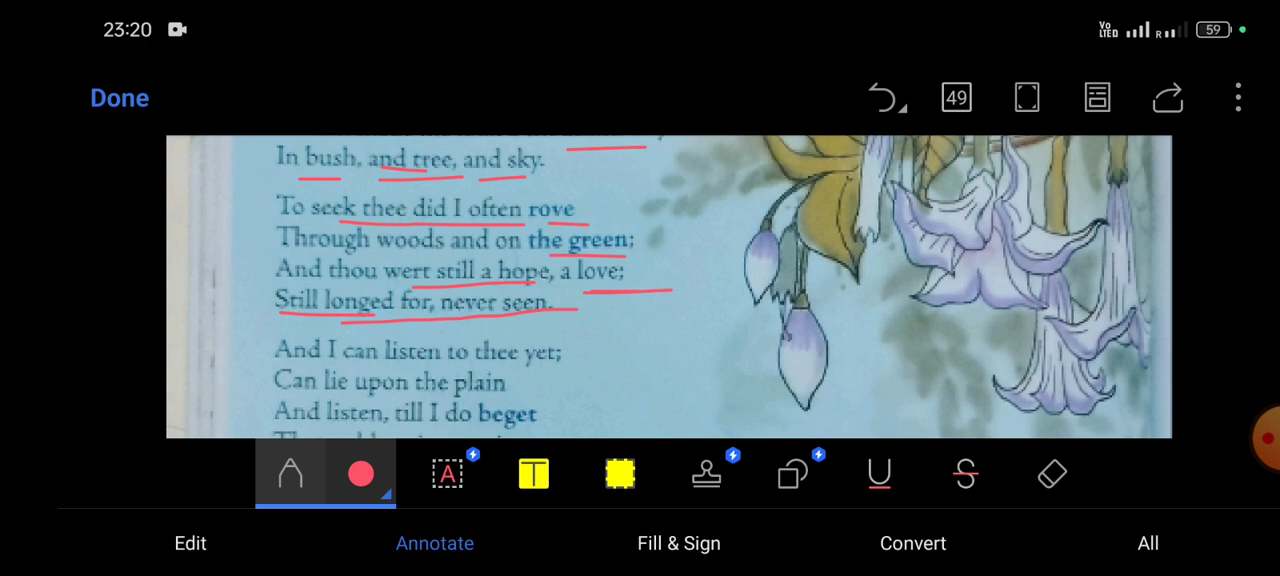 23:20
Vo LTED R 59
Done
49
In bush, and tree, and sky.
To seek thee did I often rove
Through woods and on the green;
And thou wert still a hope, a love;
Still longed for, never seen.
And I can listen to thee yet;
Can lie upon the plain
And listen, till I do beget
A T U S
Edit Annotate Fill & Sign Convert All